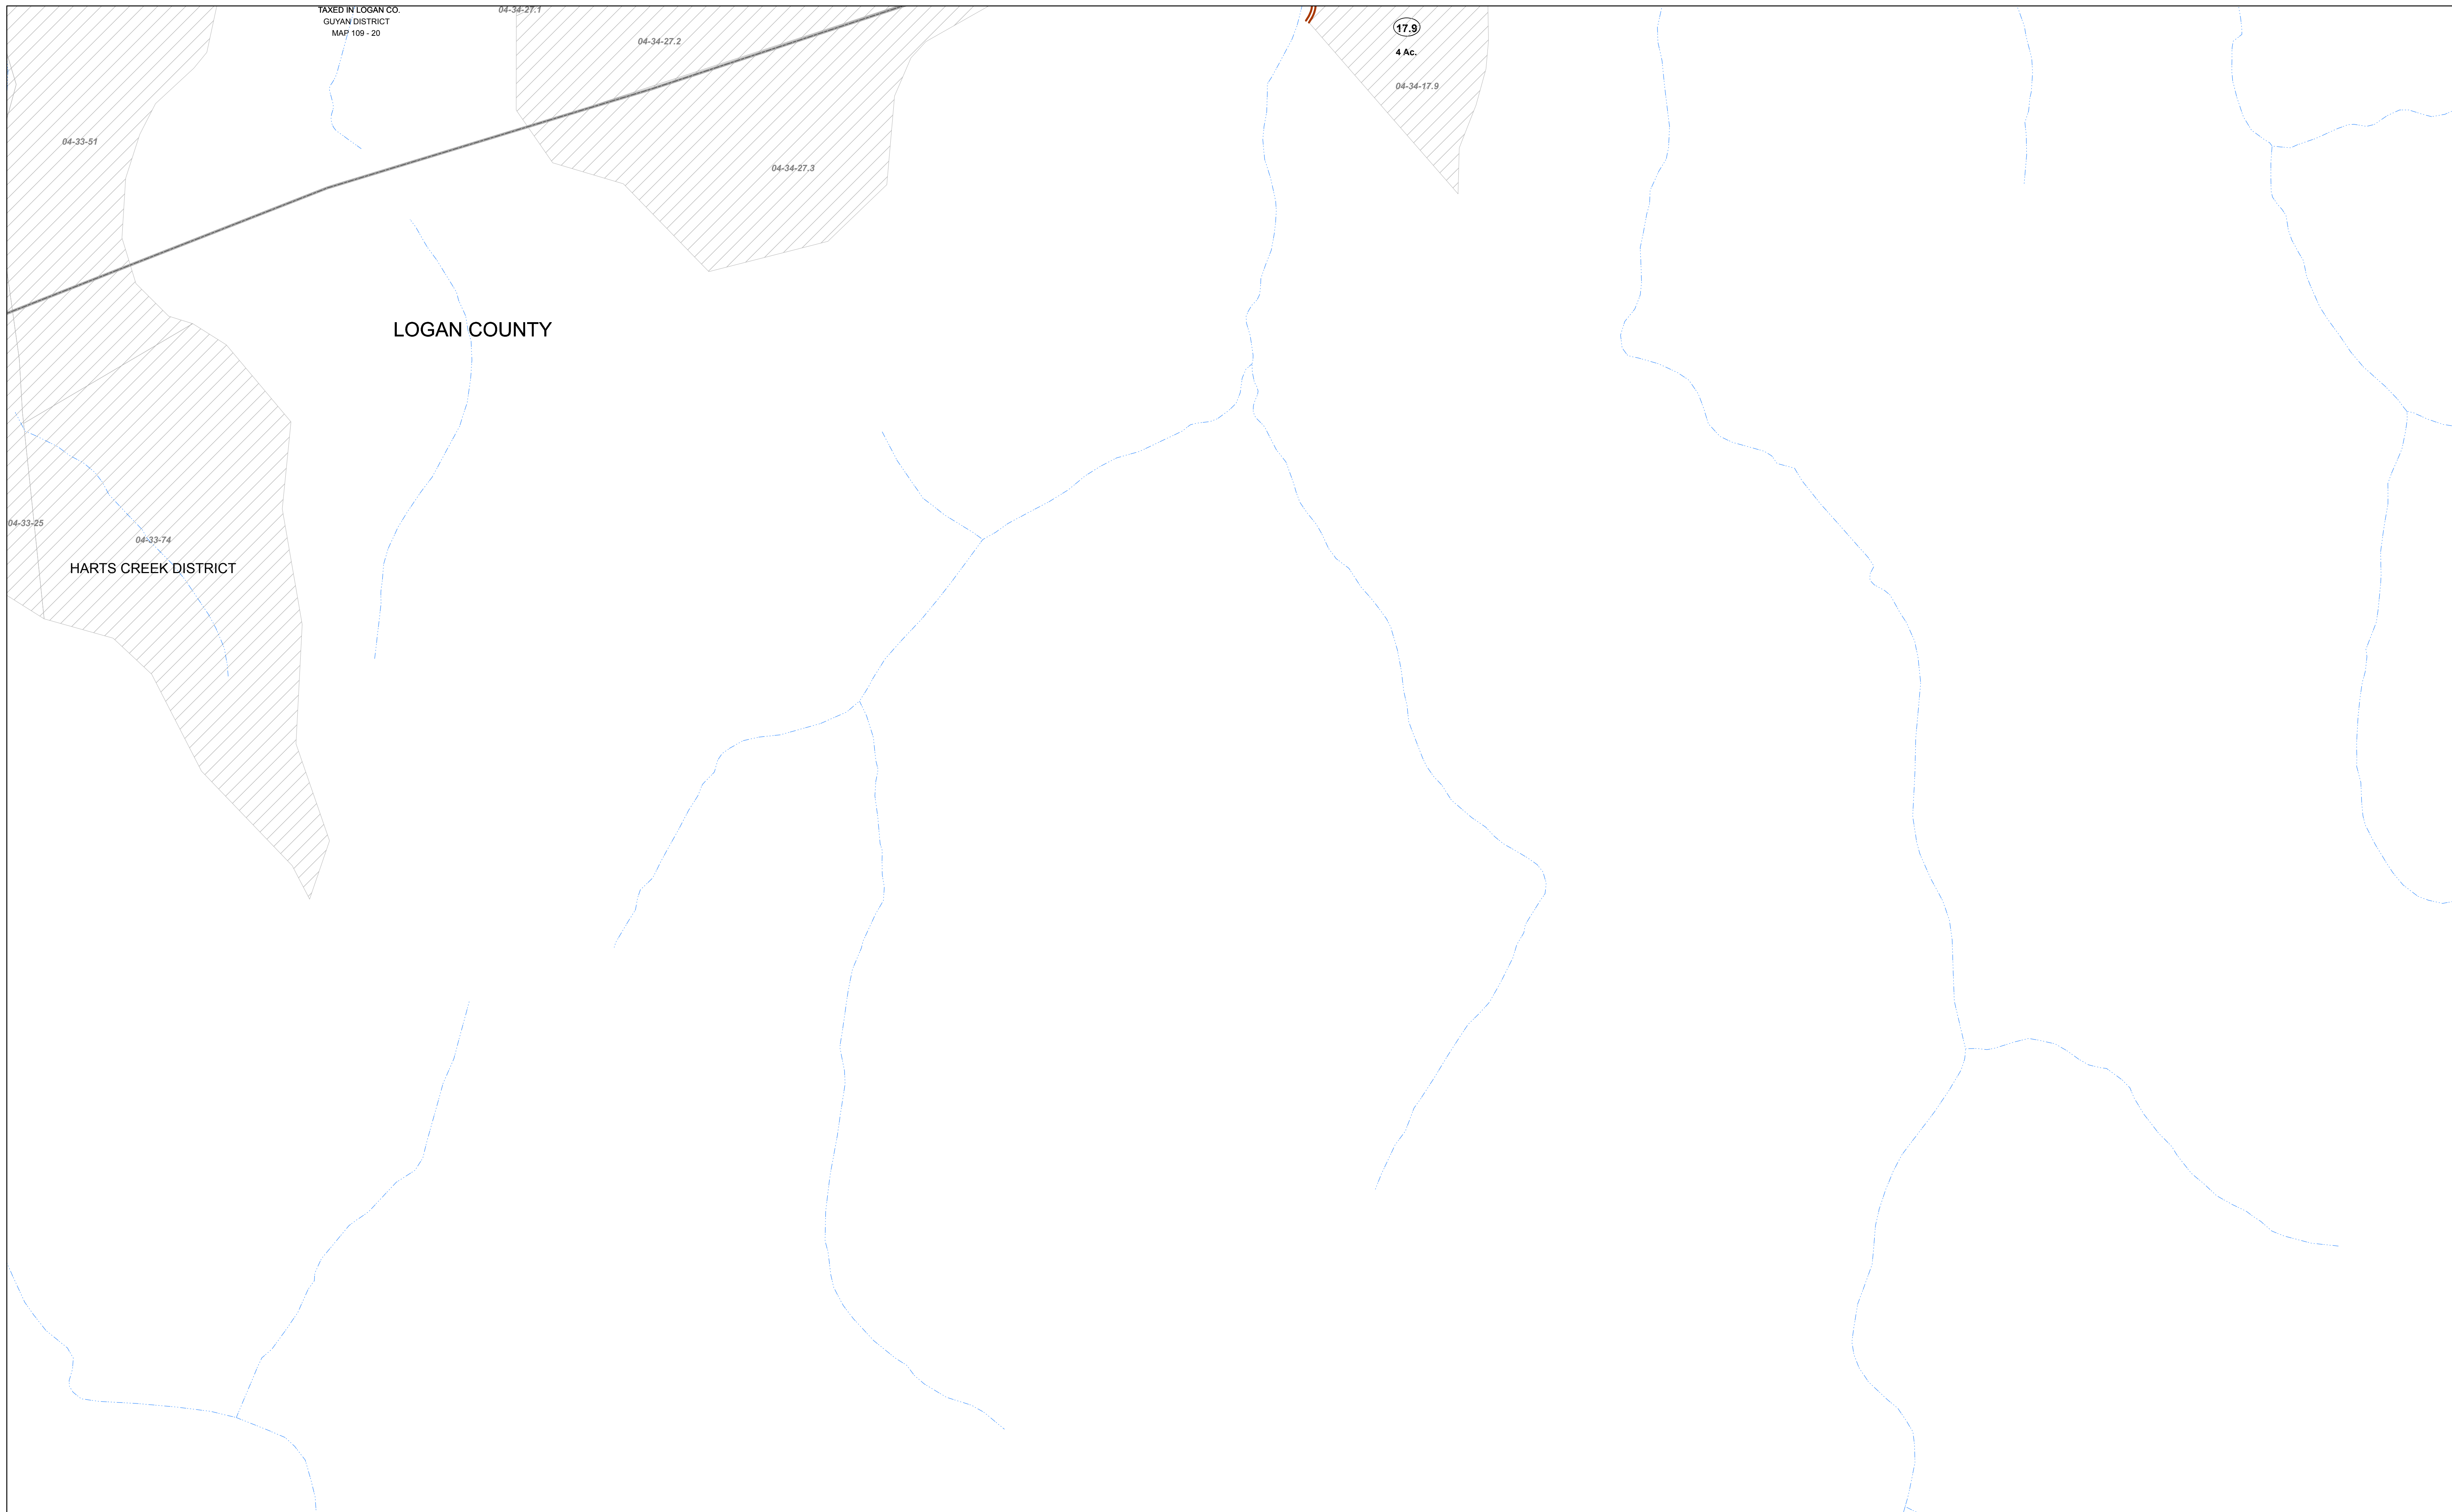 TAXED IN LOGAN CO.
GUYAN DISTRICT
MAP 109 - 20
04-34-27.1
04-34-27.2
17.9
4 Ac.
04-34-17.9
04-33-51
04-34-27.3
LOGAN COUNTY
04-33-25
04-33-74
HARTS CREEK DISTRICT